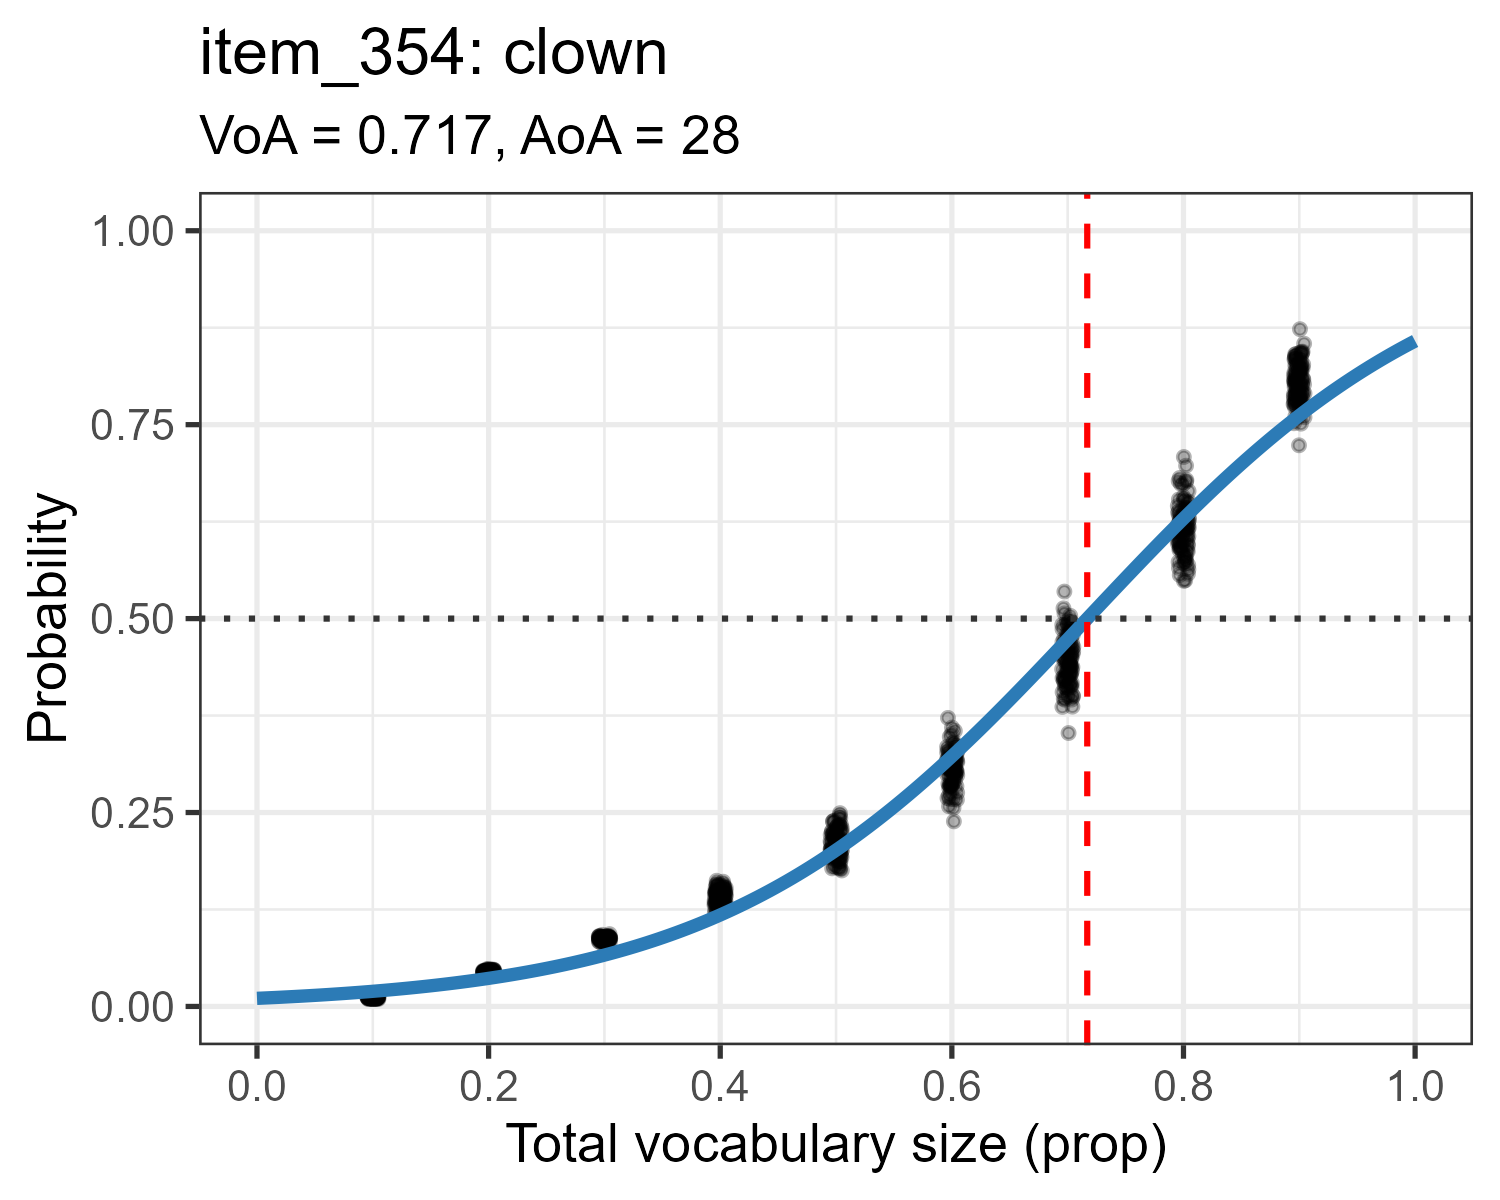 item_354: clown
VoA = 0.717, AoA = 28
1.00
0.75
0.50
0.25
0.00
Probability
0.0 0.2 0.4 0.6 0.8 1.0
Total vocabulary size (prop)